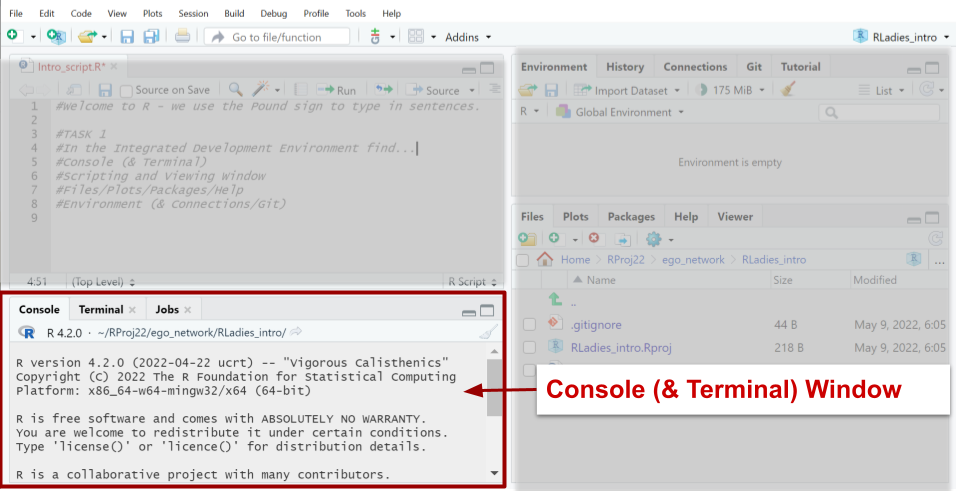 File Edit Code View Plots Session Build Debug Profile Tools Help
Go to file/function Addins RLadies_intro
Intro_script.R*
Source on Save Run Source
1 #Welcome to R - we use the Pound sign to type in sentences.
2
3 #TASK 1
4 #In the Integrated Development Environment find...
5 #Console (& Terminal)
6 #Scripting and Viewing Window
7 #Files/Plots/Packages/Help
8 #Environment (& Connections/Git)
9
4:51 (Top Level) R Script
Environment History Connections Git Tutorial
Import Dataset 175 MiB List
R Global Environment
Environment is empty
Files Plots Packages Help Viewer
Home > RProj22 > ego_network > RLadies_intro ...
Name Size Modified
..
.gitignore 44 B May 9, 2022, 6:05
RLadies_intro.Rproj 218 B May 9, 2022, 6:05
Console Terminal Jobs
R 4.2.0 · ~/RProj22/ego_network/RLadies_intro/
R version 4.2.0 (2022-04-22 ucrt) -- "Vigorous Calisthenics"
Copyright (C) 2022 The R Foundation for Statistical Computing
Platform: x86_64-w64-mingw32/x64 (64-bit)
R is free software and comes with ABSOLUTELY NO WARRANTY.
You are welcome to redistribute it under certain conditions.
Type 'license()' or 'licence()' for distribution details.
R is a collaborative project with many contributors.
Console (& Terminal) Window